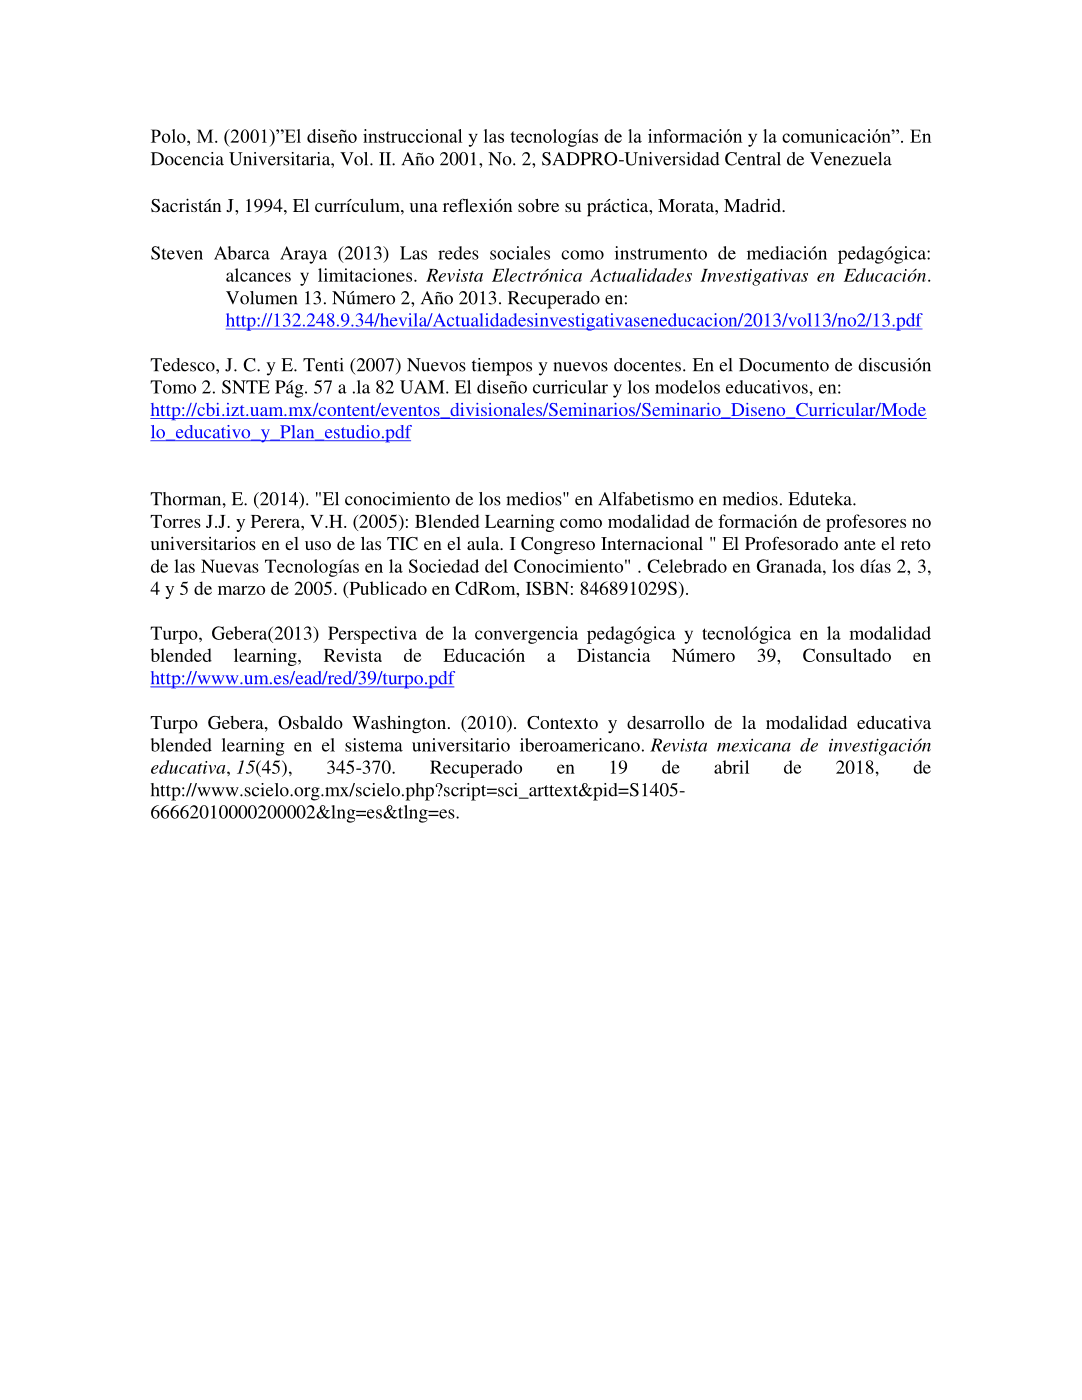 Polo, M. (2001)”El diseño instruccional y las tecnologías de la información y la comunicación”. En
Docencia Universitaria, Vol. II. Año 2001, No. 2, SADPRO-Universidad Central de Venezuela
Sacristán J, 1994, El currículum, una reflexión sobre su práctica, Morata, Madrid.
Steven Abarca Araya (2013) Las redes sociales como instrumento de mediación pedagógica:
alcances y limitaciones. Revista Electrónica Actualidades Investigativas en Educación.
Volumen 13. Número 2, Año 2013. Recuperado en:
http://132.248.9.34/hevila/Actualidadesinvestigativaseneducacion/2013/vol13/no2/13.pdf
Tedesco, J. C. y E. Tenti (2007) Nuevos tiempos y nuevos docentes. En el Documento de discusión
Tomo 2. SNTE Pág. 57 a .la 82 UAM. El diseño curricular y los modelos educativos, en:
http://cbi.izt.uam.mx/content/eventos_divisionales/Seminarios/Seminario_Diseno_Curricular/Mode
lo_educativo_y_Plan_estudio.pdf
Thorman, E. (2014). "El conocimiento de los medios" en Alfabetismo en medios. Eduteka.
Torres J.J. y Perera, V.H. (2005): Blended Learning como modalidad de formación de profesores no
universitarios en el uso de las TIC en el aula. I Congreso Internacional " El Profesorado ante el reto
de las Nuevas Tecnologías en la Sociedad del Conocimiento" . Celebrado en Granada, los días 2, 3,
4 y 5 de marzo de 2005. (Publicado en CdRom, ISBN: 846891029S).
Turpo, Gebera(2013) Perspectiva de la convergencia pedagógica y tecnológica en la modalidad
blended learning, Revista de Educación a Distancia Número 39, Consultado en
http://www.um.es/ead/red/39/turpo.pdf
Turpo Gebera, Osbaldo Washington. (2010). Contexto y desarrollo de la modalidad educativa
blended learning en el sistema universitario iberoamericano. Revista mexicana de investigación
educativa, 15(45), 345-370. Recuperado en 19 de abril de 2018, de
http://www.scielo.org.mx/scielo.php?script=sci_arttext&pid=S1405-
66662010000200002&lng=es&tlng=es.